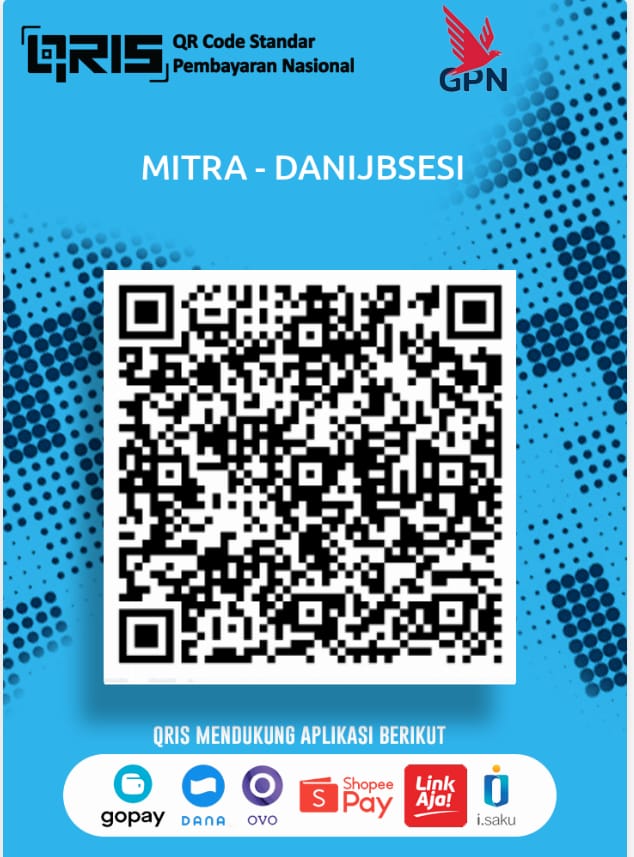 QRIS
QR Code Standar
Pembayaran Nasional
GPN
MITRA - DANIJBSESI
QRIS MENDUKUNG APLIKASI BERIKUT
gopay
DANA
OVO
S
Shopee
Pay
Link
Aja!
i.saku